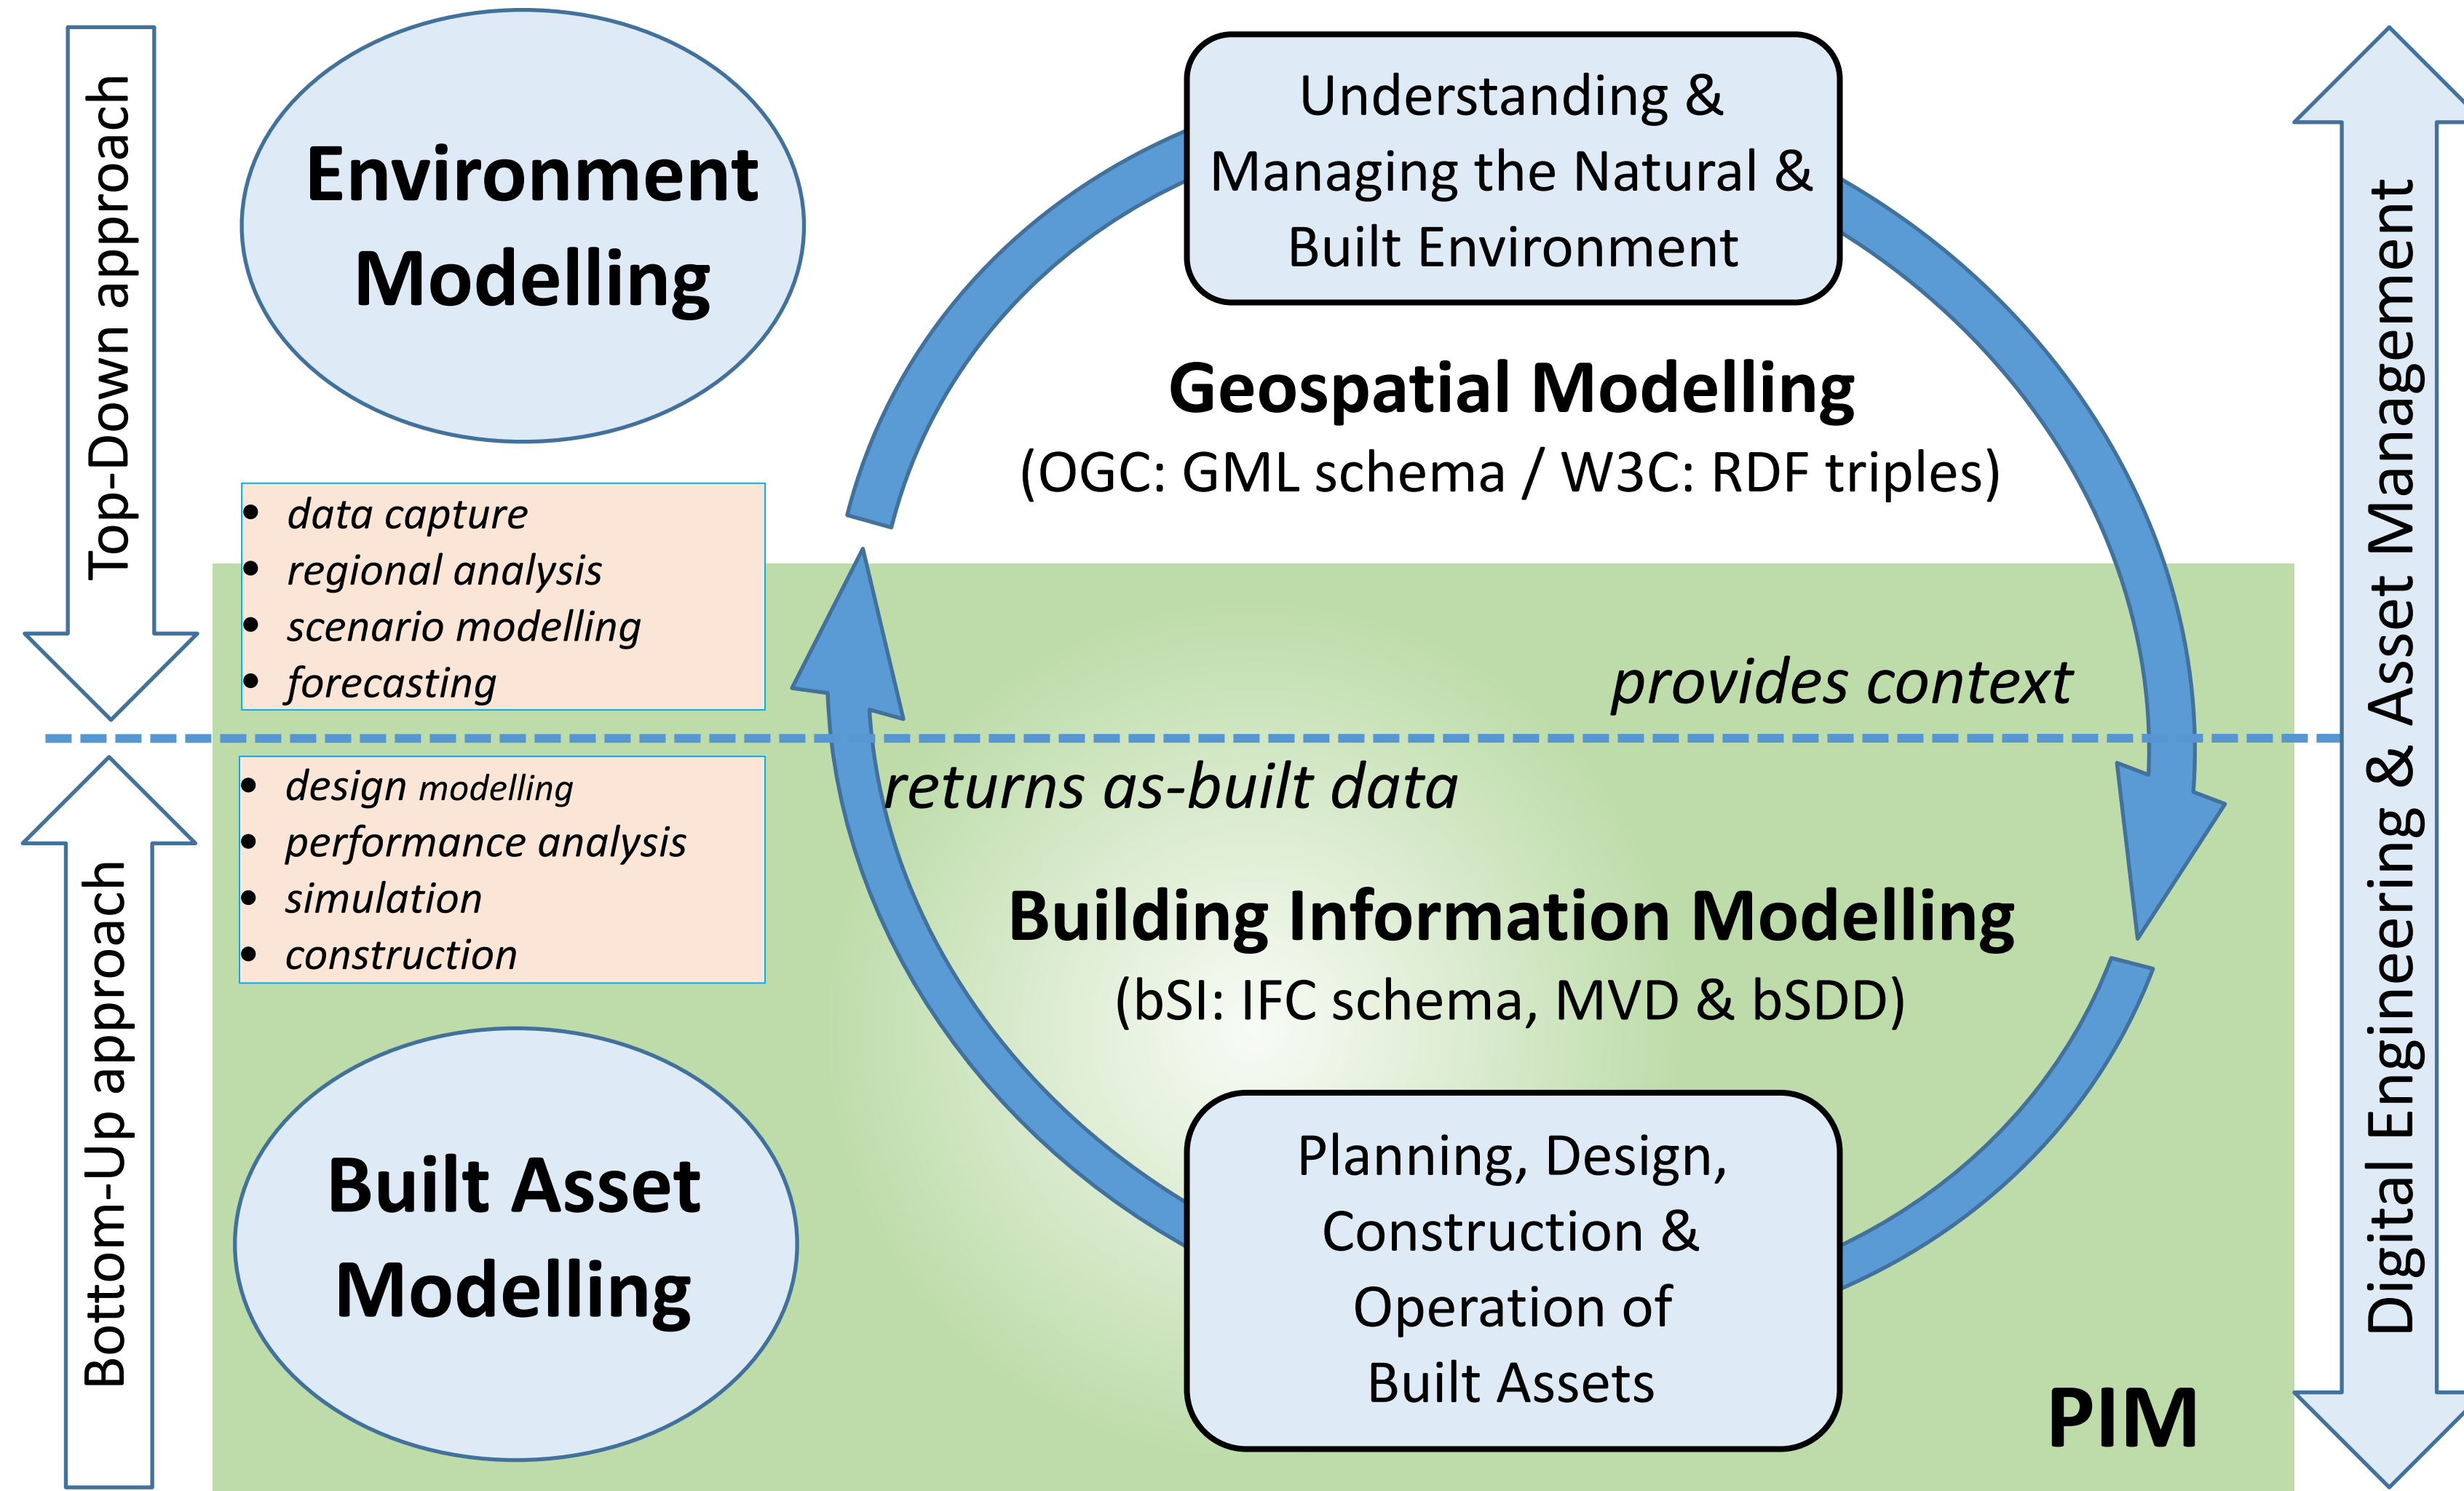 Top-Down approach
Environment
Modelling
Understanding &
Managing the Natural &
Built Environment
Geospatial Modelling
(OGC: GML schema / W3C: RDF triples)
• data capture
• regional analysis
• scenario modelling
• forecasting
provides context
returns as-built data
• design modelling
• performance analysis
• simulation
• construction
Building Information Modelling
(bSI: IFC schema, MVD & bSDD)
Bottom-Up approach
Built Asset
Modelling
Planning, Design,
Construction &
Operation of
Built Assets
PIM
Digital Engineering & Asset Management